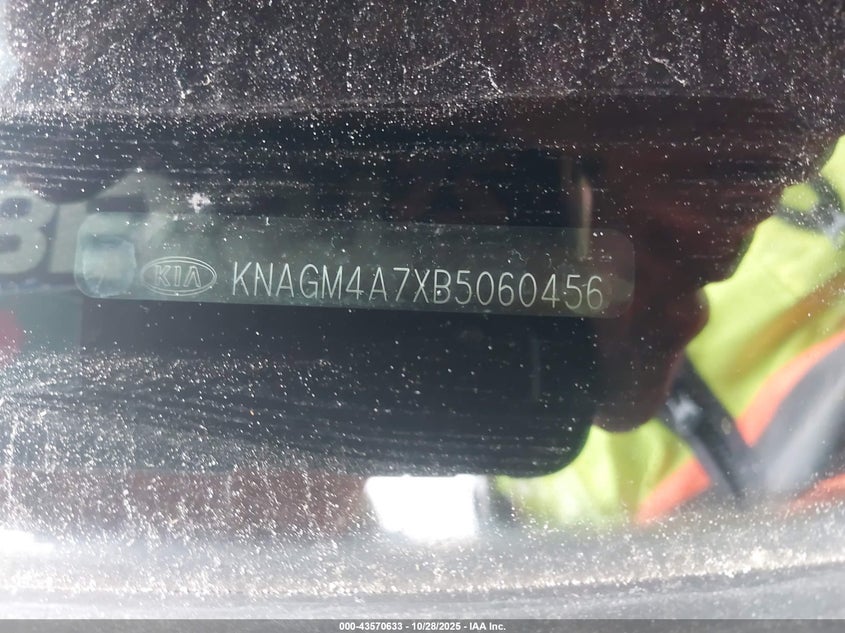 KIA KNAGM4A7XB5060456
000-43570633 - 10/28/2025 - IAA Inc.